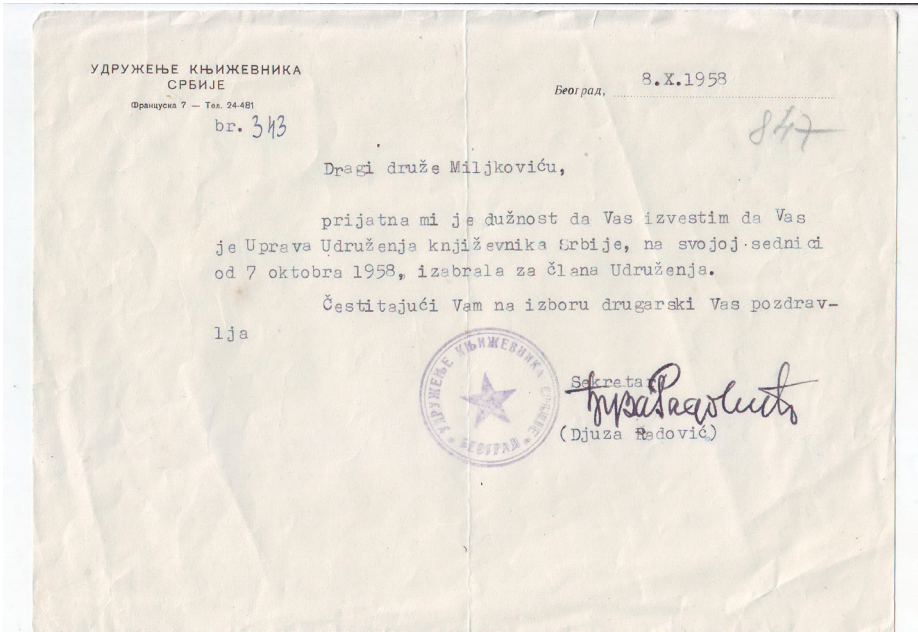 УДРУЖЕЊЕ КЊИЖЕВНИКА
СРБИЈЕ
Француска 7 — Тел. 24-481
br. 343
Београд, 8.X.1958
847
Dragi druže Miljkoviću,
prijatna mi je dužnost da Vas izvestim da Vas
je Uprava Udruženja književnika Srbije, na svojoj sednici
od 7 oktobra 1958, izabrala za člana Udruženja.
Čestitajući Vam na izboru drugarski Vas pozdrav-
lja
УДРУЖЕЊЕ КЊИЖЕВНИКА СРБИЈЕ
БЕОГРАД
Sekretar
Ђуза Радовић
(Djuza Radović)